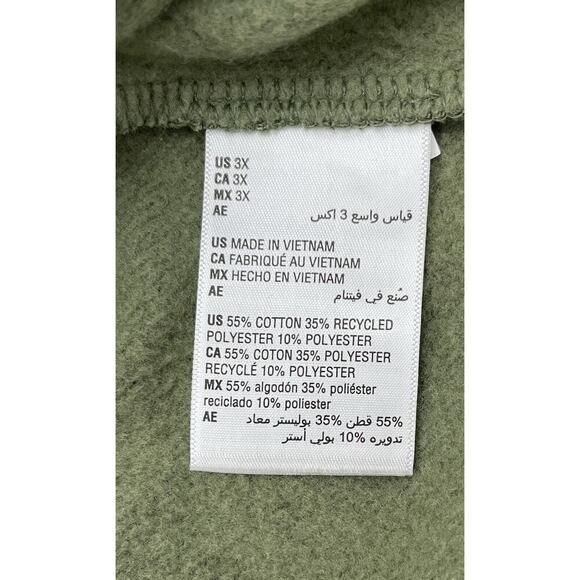 US 3X
CA 3X
MX 3X
AE قياس واسع 3 اكس
US MADE IN VIETNAM
CA FABRIQUÉ AU VIETNAM
MX HECHO EN VIETNAM
AE صُنع في فيتنام
US 55% COTTON 35% RECYCLED
POLYESTER 10% POLYESTER
CA 55% COTON 35% POLYESTER
RECYCLÉ 10% POLYESTER
MX 55% algodón 35% poliéster
reciclado 10% poliester
AE 55% قطن 35% بوليستر معاد
تدويره 10% بولي أستر